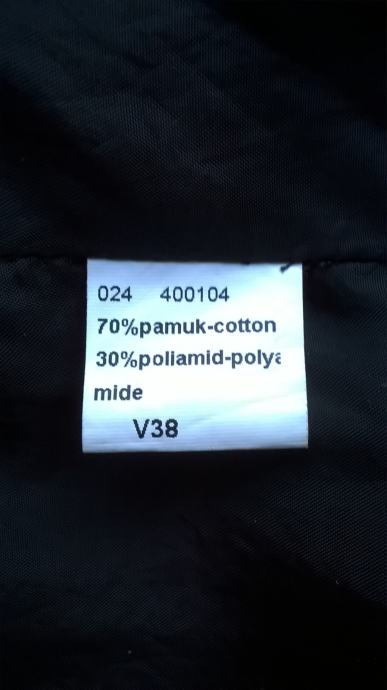 024 400104
70%pamuk-cotton
30%poliamid-polya
mide
V38